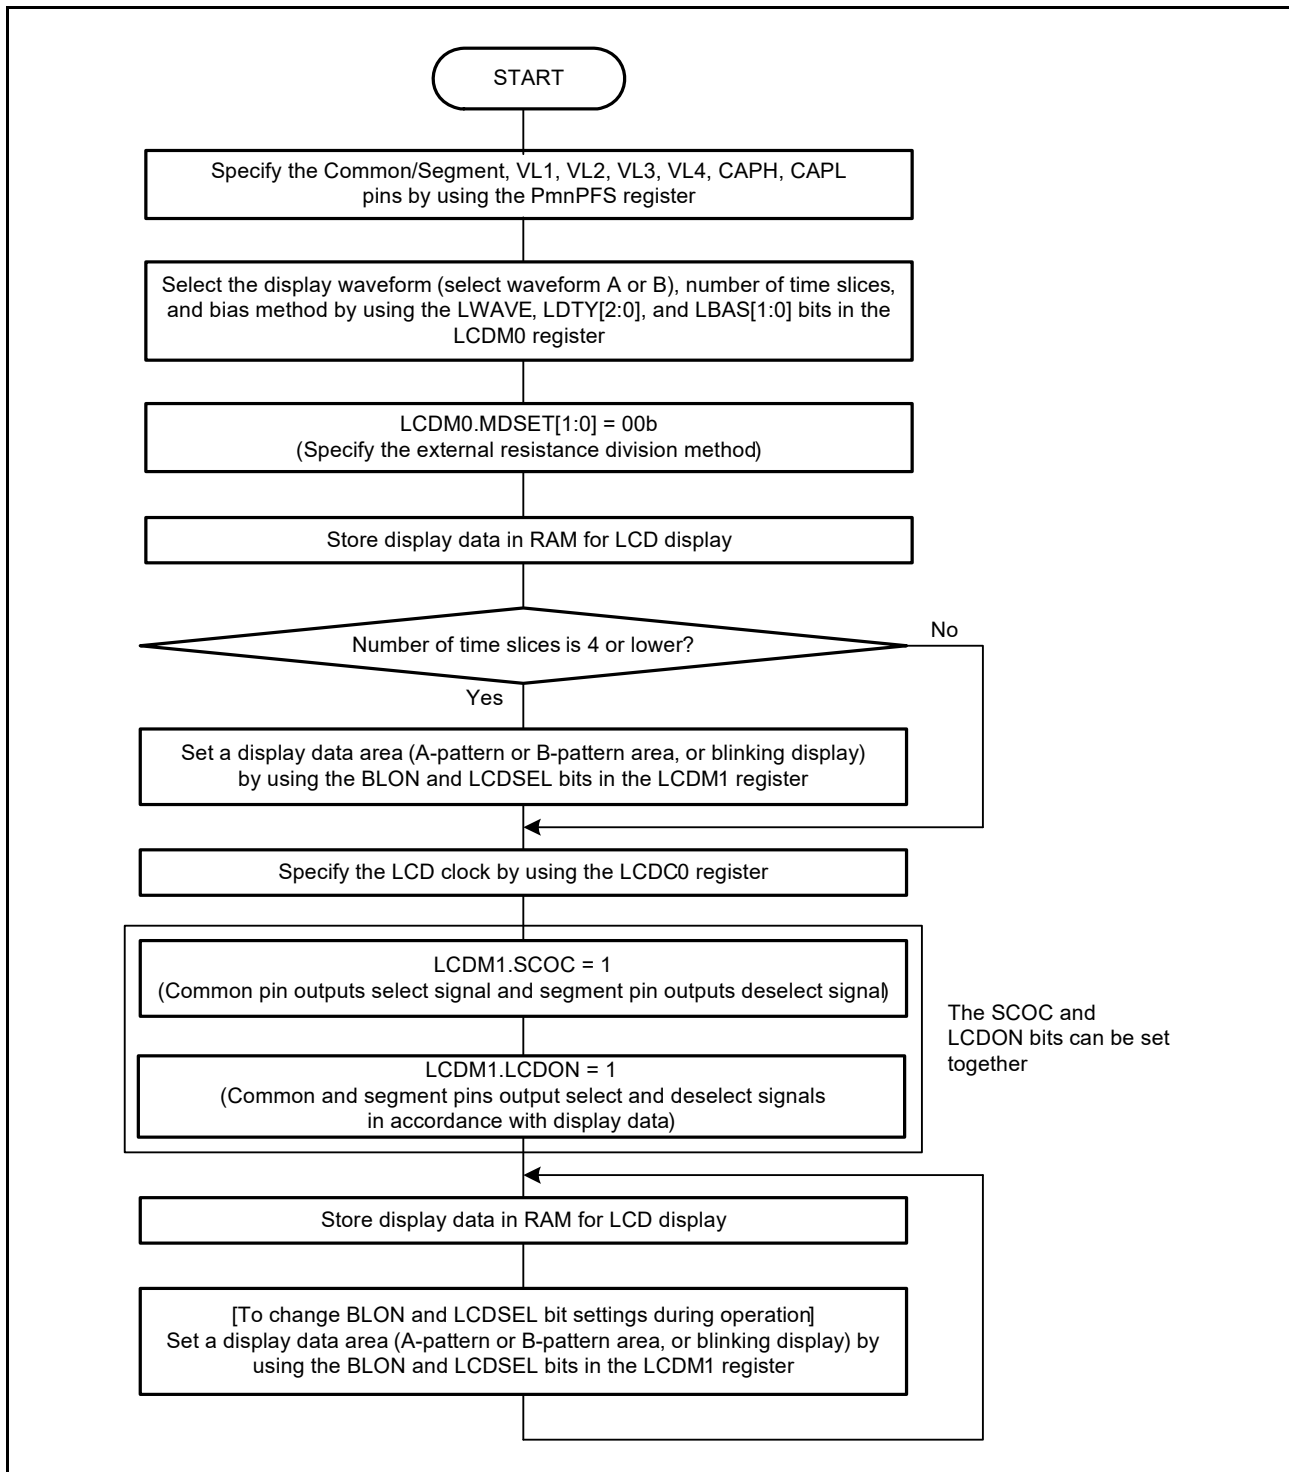 START
Specify the Common/Segment, VL1, VL2, VL3, VL4, CAPH, CAPL
pins by using the PmnPFS register
Select the display waveform (select waveform A or B), number of time slices,
and bias method by using the LWAVE, LDTY[2:0], and LBAS[1:0] bits in the
LCDM0 register
LCDM0.MDSET[1:0] = 00b
(Specify the external resistance division method)
Store display data in RAM for LCD display
Number of time slices is 4 or lower?
No
Yes
Set a display data area (A-pattern or B-pattern area, or blinking display)
by using the BLON and LCDSEL bits in the LCDM1 register
Specify the LCD clock by using the LCDC0 register
LCDM1.SCOC = 1
(Common pin outputs select signal and segment pin outputs deselect signal)
The SCOC and
LCDON bits can be set
together
LCDM1.LCDON = 1
(Common and segment pins output select and deselect signals
in accordance with display data)
Store display data in RAM for LCD display
[To change BLON and LCDSEL bit settings during operation]
Set a display data area (A-pattern or B-pattern area, or blinking display) by
using the BLON and LCDSEL bits in the LCDM1 register